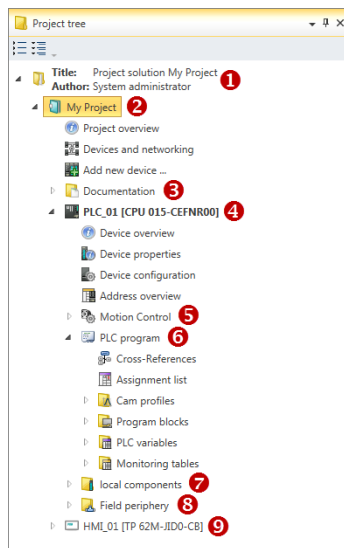 Project tree
Title: Project solution My Project 1
Author: System administrator
My Project 2
Project overview
Devices and networking
Add new device ...
Documentation 3
PLC_01 [CPU 015-CEFNR00] 4
Device overview
Device properties
Device configuration
Address overview
Motion Control 5
PLC program 6
Cross-References
Assignment list
Cam profiles
Program blocks
PLC variables
Monitoring tables
local components 7
Field periphery 8
HMI_01 [TP 62M-JID0-CB] 9